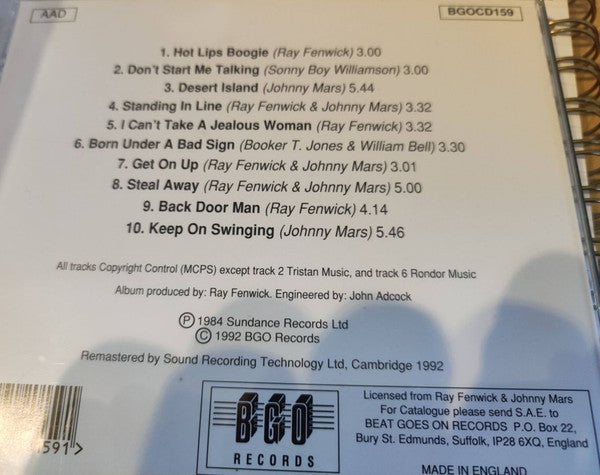 AAD
BGOCD159
1. Hot Lips Boogie (Ray Fenwick) 3.00
2. Don't Start Me Talking (Sonny Boy Williamson) 3.00
3. Desert Island (Johnny Mars) 5.44
4. Standing In Line (Ray Fenwick & Johnny Mars) 3.32
5. I Can't Take A Jealous Woman (Ray Fenwick) 3.32
6. Born Under A Bad Sign (Booker T. Jones & William Bell) 3.30
7. Get On Up (Ray Fenwick & Johnny Mars) 3.01
8. Steal Away (Ray Fenwick & Johnny Mars) 5.00
9. Back Door Man (Ray Fenwick) 4.14
10. Keep On Swinging (Johnny Mars) 5.46
All tracks Copyright Control (MCPS) except track 2 Tristan Music, and track 6 Rondor Music
Album produced by: Ray Fenwick. Engineered by: John Adcock
Ⓟ 1984 Sundance Records Ltd
© 1992 BGO Records
Remastered by Sound Recording Technology Ltd, Cambridge 1992
591>
BGO
RECORDS
Licensed from Ray Fenwick & Johnny Mars
For Catalogue please send S.A.E. to
BEAT GOES ON RECORDS P.O. Box 22,
Bury St. Edmunds, Suffolk, IP28 6XQ, England
MADE IN ENGLAND